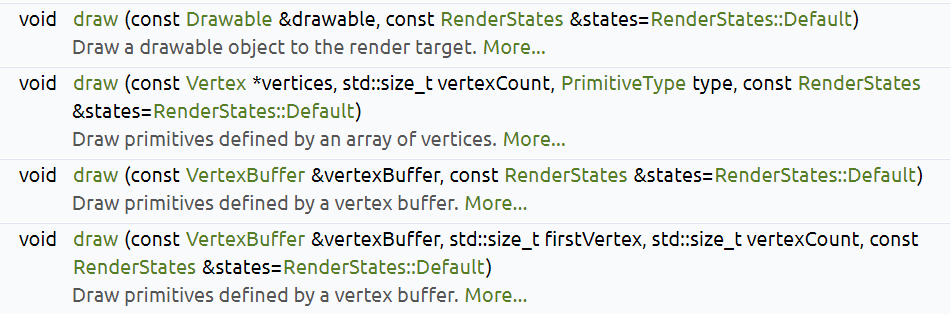 void draw (const Drawable &drawable, const RenderStates &states=RenderStates::Default)
Draw a drawable object to the render target. More...
void draw (const Vertex *vertices, std::size_t vertexCount, PrimitiveType type, const RenderStates
&states=RenderStates::Default)
Draw primitives defined by an array of vertices. More...
void draw (const VertexBuffer &vertexBuffer, const RenderStates &states=RenderStates::Default)
Draw primitives defined by a vertex buffer. More...
void draw (const VertexBuffer &vertexBuffer, std::size_t firstVertex, std::size_t vertexCount, const
RenderStates &states=RenderStates::Default)
Draw primitives defined by a vertex buffer. More...